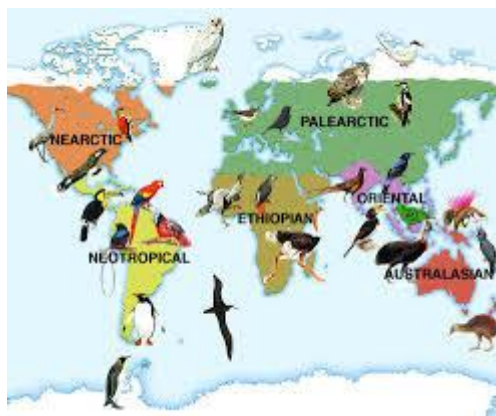 PALEARCTIC
NEARCTIC
ORIENTAL
ETHIOPIAN
NEOTROPICAL
AUSTRALASIAN